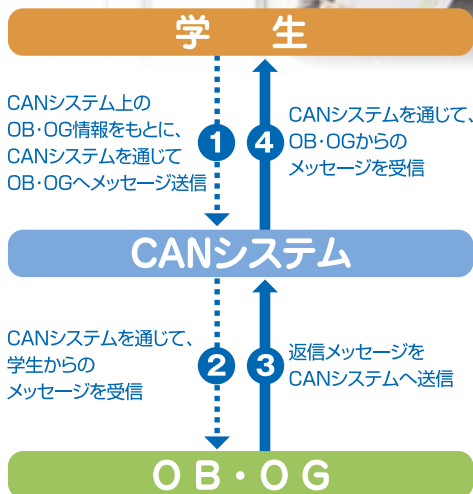 学 生
CANシステム上の
OB・OG情報をもとに、
CANシステムを通じて
OB・OGへメッセージ送信
1
4
CANシステムを通じて、
OB・OGからの
メッセージを受信
CANシステム
CANシステムを通じて、
学生からの
メッセージを受信
2
3
返信メッセージを
CANシステムへ送信
OB・OG